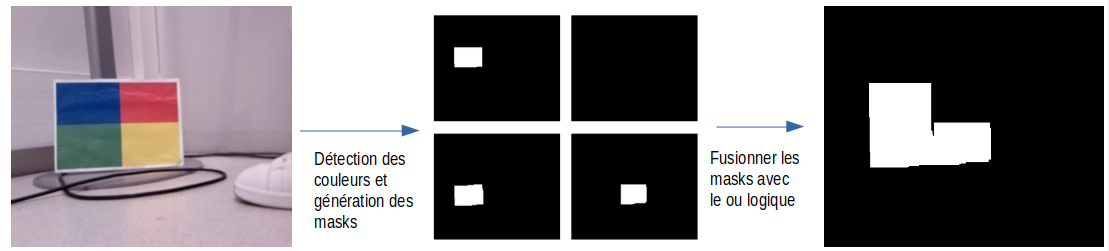 Détection des
couleurs et
génération des
masks
Fusionner les
masks avec
le ou logique